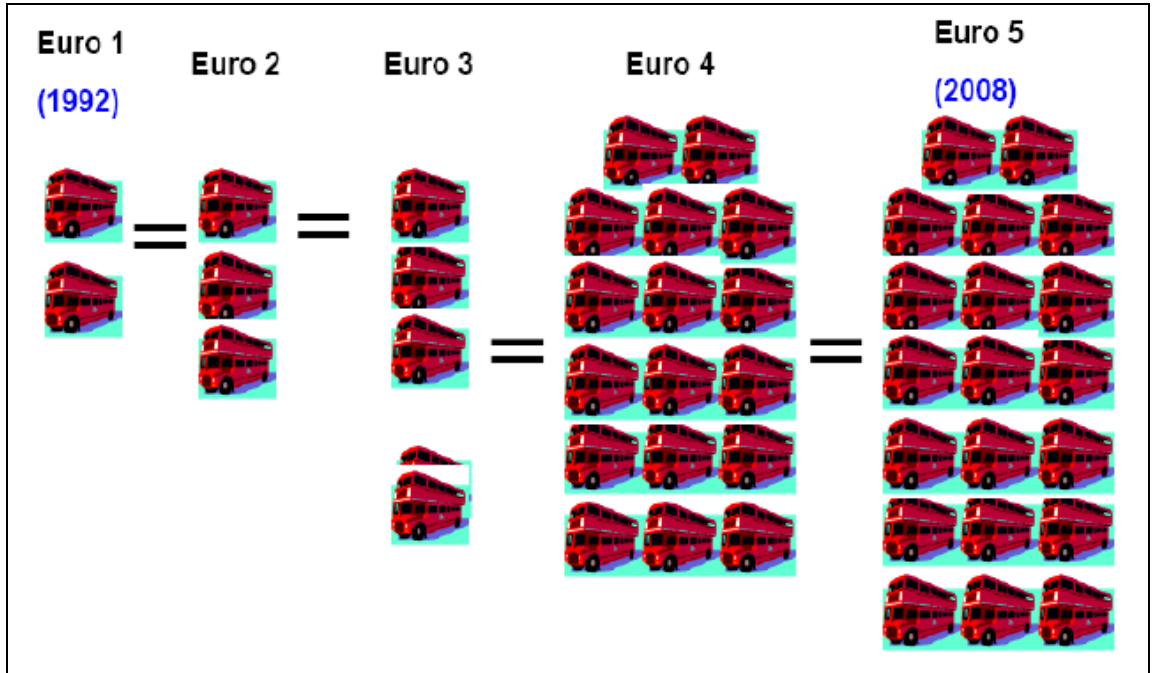 Euro 1
(1992)
Euro 2
Euro 3
Euro 4
Euro 5
(2008)
=
=
=
=